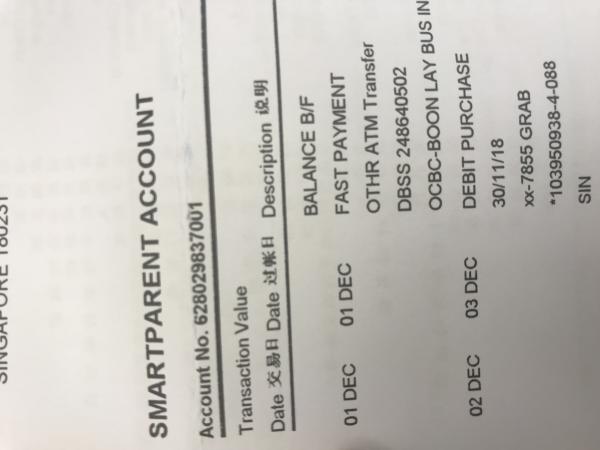 SINGAPORE 160231
SMARTPARENT ACCOUNT
Account No. 628029837001
Transaction Value
Date 交易日 Date 过帐日 Description 说明
BALANCE B/F
01 DEC 01 DEC FAST PAYMENT
OTHR ATM Transfer
DBSS 248640502
OCBC-BOON LAY BUS IN
02 DEC 03 DEC DEBIT PURCHASE
30/11/18
xx-7855 GRAB
*103950938-4-088
SIN